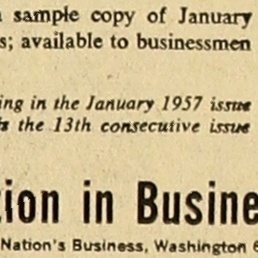 sample copy of January
s; available to businessmen
ing in the January 1957 issue
the 13th consecutive issue
tion in Busine
Nation's Business, Washington 6